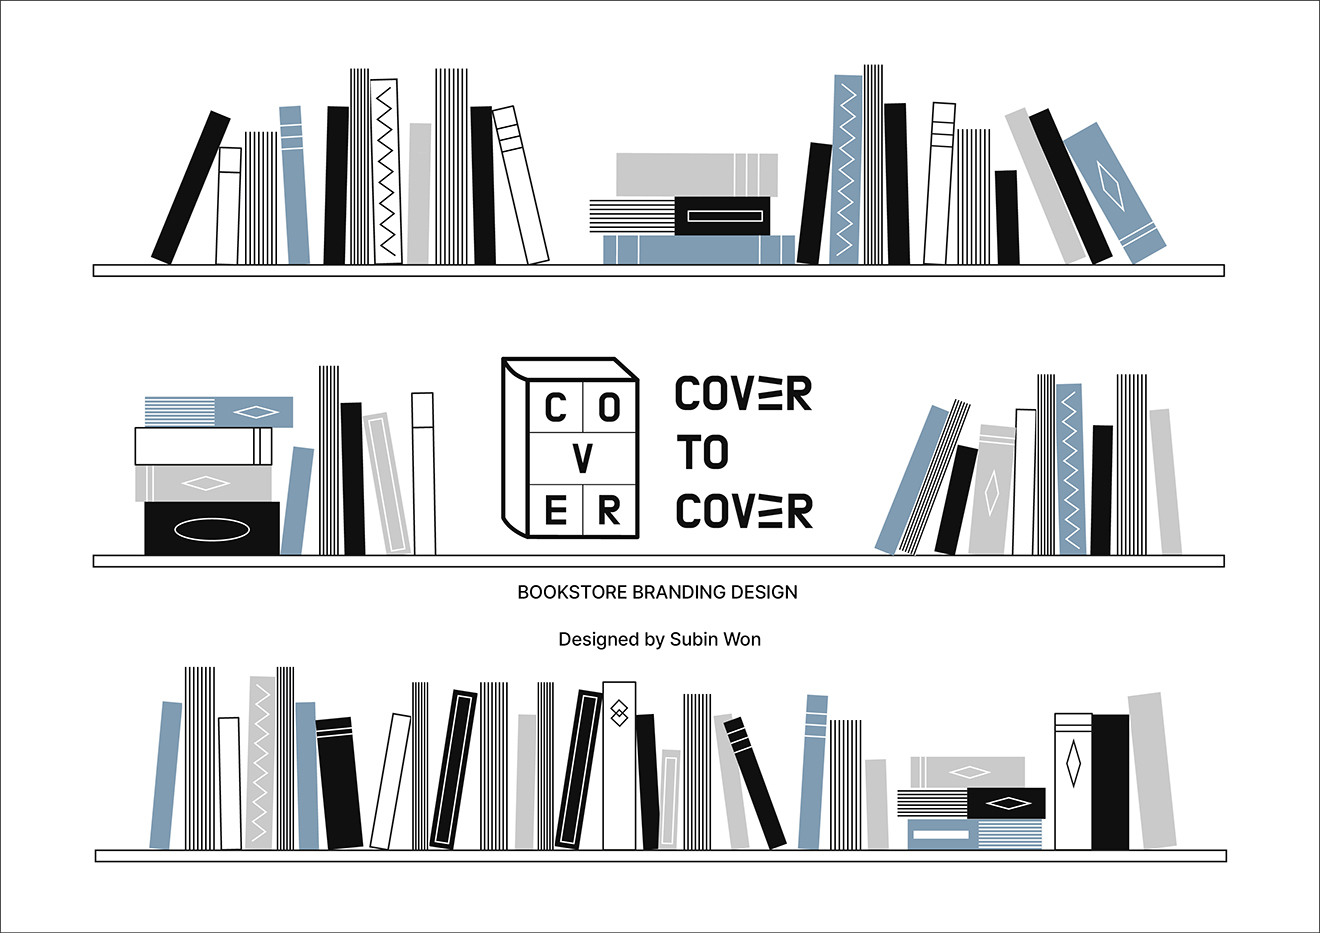 C O
V
E R
COVER
TO
COVER
BOOKSTORE BRANDING DESIGN
Designed by Subin Won